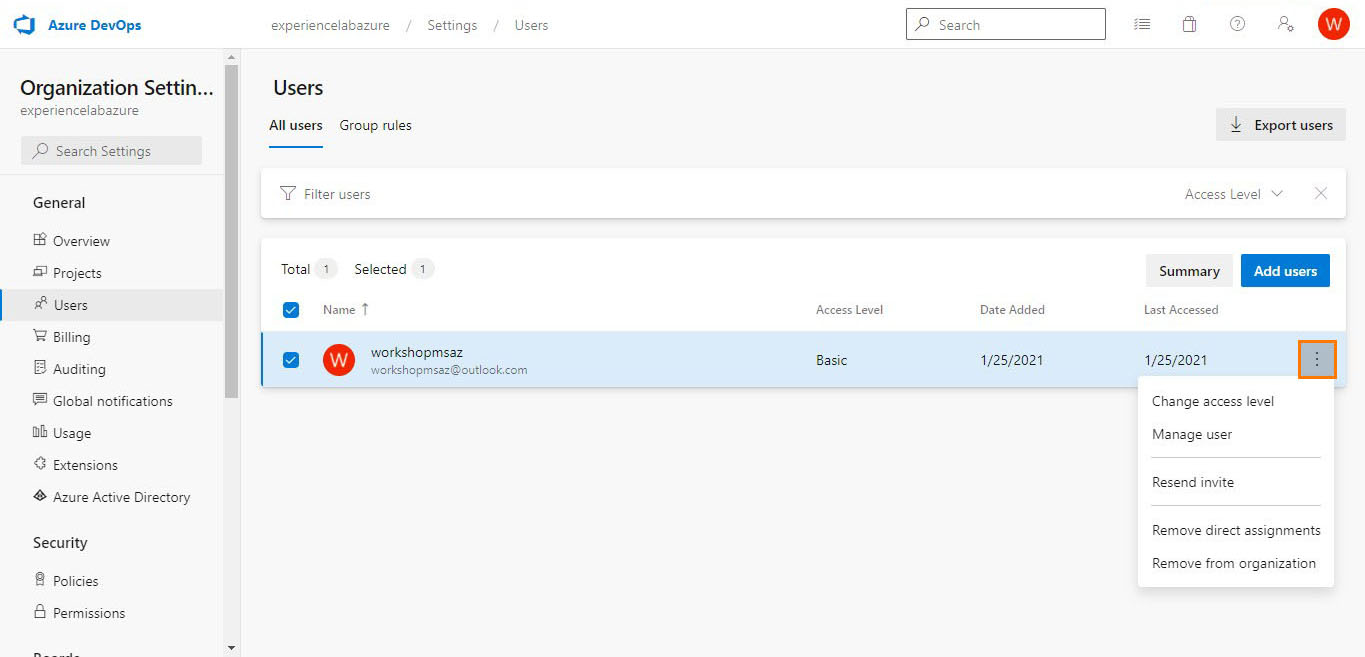 Azure DevOps
experiencelabazure / Settings / Users
Search
W
Organization Settin...
experiencelabazure
Search Settings
General
Overview
Projects
Users
Billing
Auditing
Global notifications
Usage
Extensions
Azure Active Directory
Security
Policies
Permissions
Boards
Users
All users Group rules
Export users
Filter users
Access Level
Total 1 Selected 1
Summary Add users
Name ↑ Access Level Date Added Last Accessed
W
workshopmsaz
workshopmsaz@outlook.com
Basic 1/25/2021 1/25/2021
Change access level
Manage user
Resend invite
Remove direct assignments
Remove from organization